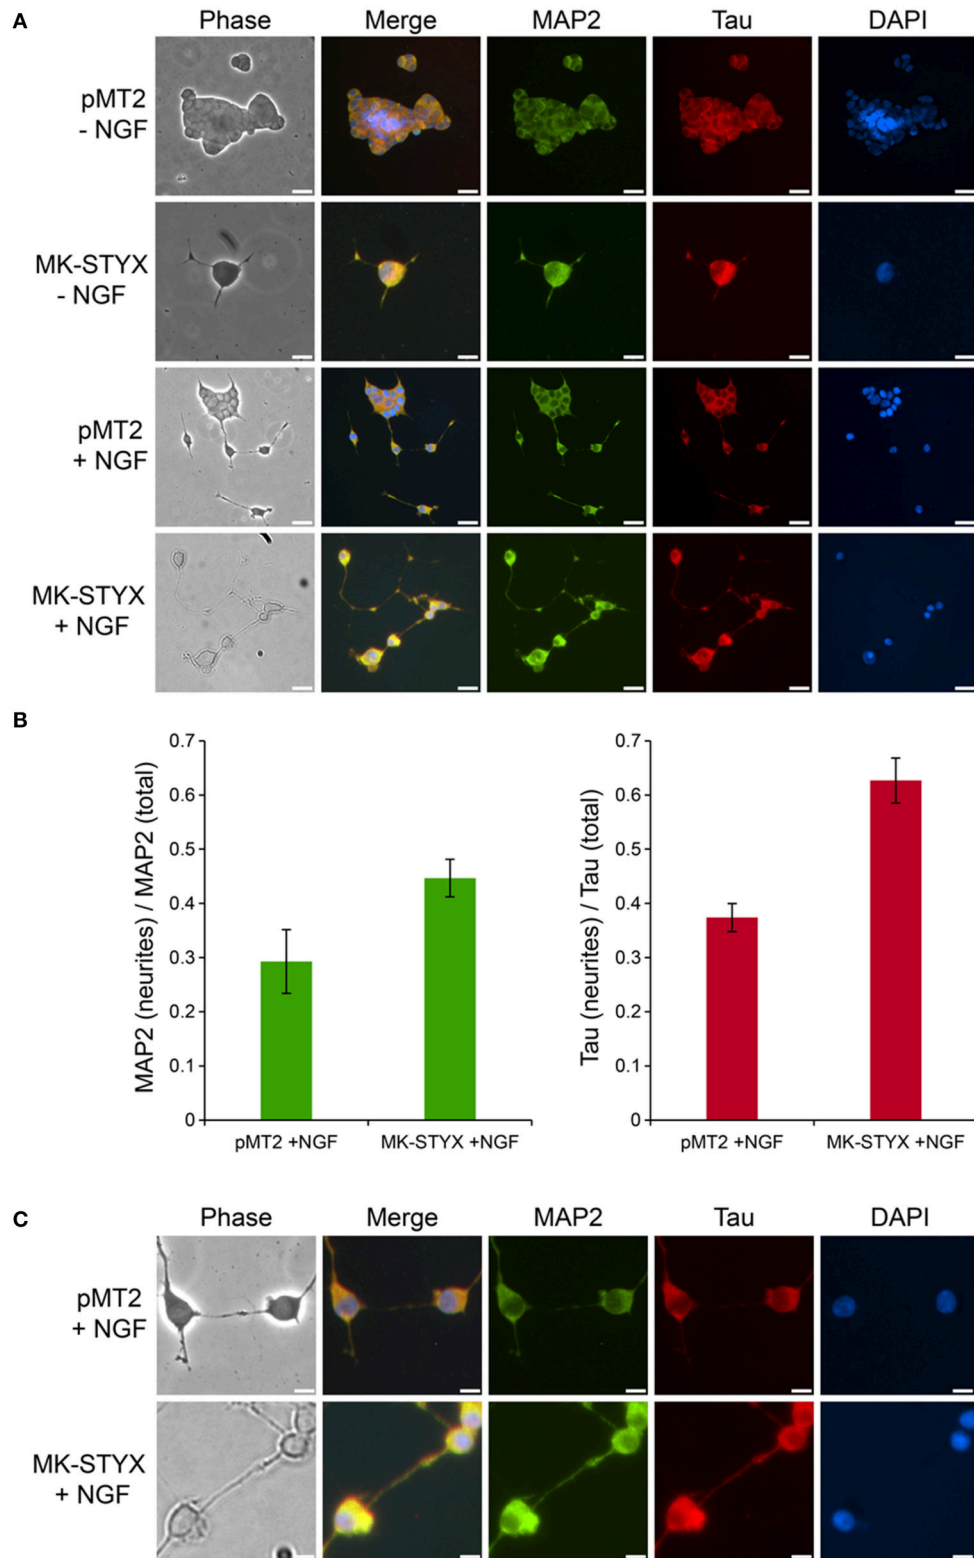 A
Phase Merge MAP2 Tau DAPI
pMT2
- NGF
MK-STYX
- NGF
pMT2
+ NGF
MK-STYX
+ NGF
B
MAP2 (neurites) / MAP2 (total)
0.7
0.6
0.5
0.4
0.3
0.2
0.1
0
pMT2 +NGF MK-STYX +NGF
Tau (neurites) / Tau (total)
0.7
0.6
0.5
0.4
0.3
0.2
0.1
0
pMT2 +NGF MK-STYX +NGF
C
Phase Merge MAP2 Tau DAPI
pMT2
+ NGF
MK-STYX
+ NGF